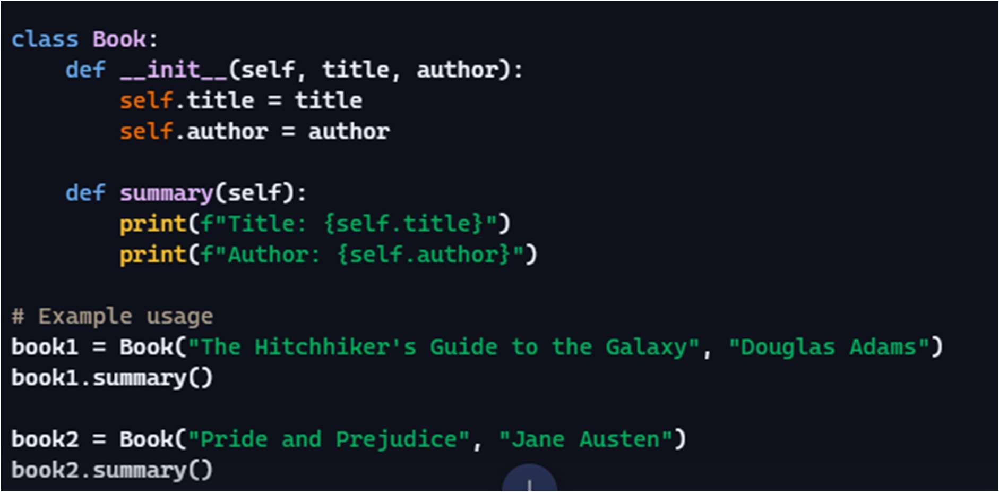 class Book:
    def __init__(self, title, author):
        self.title = title
        self.author = author
    def summary(self):
        print(f"Title: {self.title}")
        print(f"Author: {self.author}")
# Example usage
book1 = Book("The Hitchhiker's Guide to the Galaxy", "Douglas Adams")
book1.summary()
book2 = Book("Pride and Prejudice", "Jane Austen")
book2.summary()